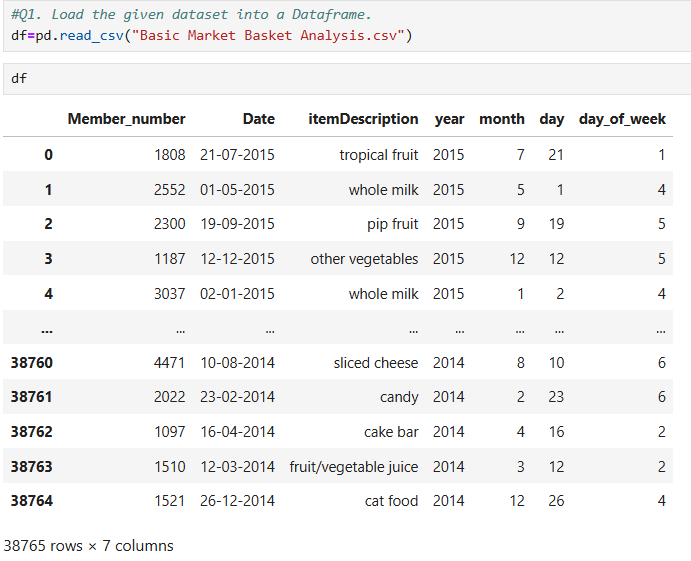 #Q1. Load the given dataset into a Dataframe.
df=pd.read_csv("Basic Market Basket Analysis.csv")
df
Member_number Date itemDescription year month day day_of_week
0 1808 21-07-2015 tropical fruit 2015 7 21 1
1 2552 01-05-2015 whole milk 2015 5 1 4
2 2300 19-09-2015 pip fruit 2015 9 19 5
3 1187 12-12-2015 other vegetables 2015 12 12 5
4 3037 02-01-2015 whole milk 2015 1 2 4
... ... ... ... ... ... ... ...
38760 4471 10-08-2014 sliced cheese 2014 8 10 6
38761 2022 23-02-2014 candy 2014 2 23 6
38762 1097 16-04-2014 cake bar 2014 4 16 2
38763 1510 12-03-2014 fruit/vegetable juice 2014 3 12 2
38764 1521 26-12-2014 cat food 2014 12 26 4
38765 rows × 7 columns